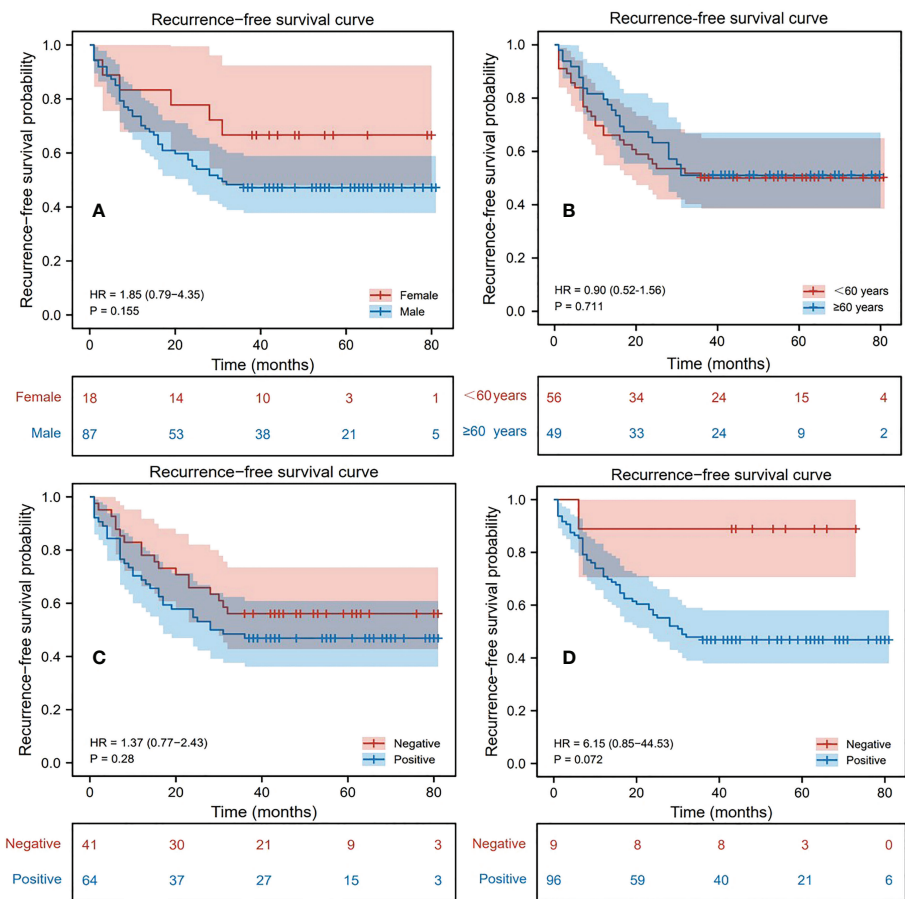 Recurrence−free survival curve
Recurrence−free survival probability
1.0
0.8
0.6
0.4
0.2
0.0
A
HR = 1.85 (0.79−4.35)
P = 0.155
Female
Male
0 20 40 60 80
Time (months)
Female 18 14 10 3 1
Male 87 53 38 21 5
Recurrence-free survival curve
Recurrence-free survival probability
1.0
0.8
0.6
0.4
0.2
0.0
B
HR = 0.90 (0.52-1.56)
P = 0.711
<60 years
≥60 years
0 20 40 60 80
Time (months)
<60 years 56 34 24 15 4
≥60 years 49 33 24 9 2
Recurrence−free survival curve
Recurrence−free survival probability
1.0
0.8
0.6
0.4
0.2
0.0
C
HR = 1.37 (0.77−2.43)
P = 0.28
Negative
Positive
0 20 40 60 80
Time (months)
Negative 41 30 21 9 3
Positive 64 37 27 15 3
Recurrence−free survival curve
Recurrence−free survival probability
1.0
0.8
0.6
0.4
0.2
0.0
D
HR = 6.15 (0.85−44.53)
P = 0.072
Negative
Positive
0 20 40 60 80
Time (months)
Negative 9 8 8 3 0
Positive 96 59 40 21 6